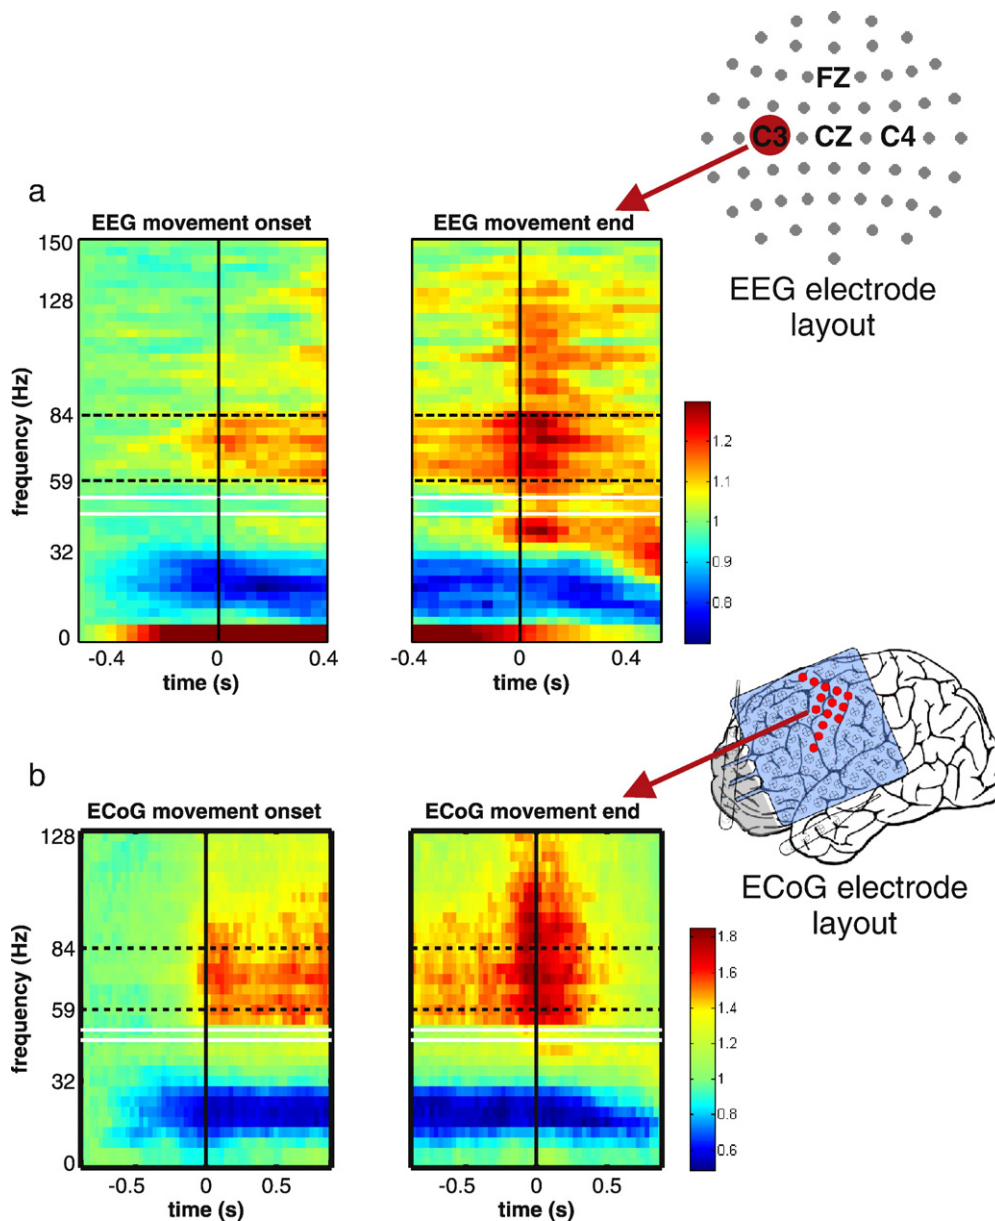 FZ
C3 CZ C4
EEG electrode
layout
a
EEG movement onset
EEG movement end
150
128
84
59
32
0
frequency (Hz)
-0.4 0 0.4
time (s)
-0.4 0 0.4
time (s)
1.2
1.1
1
0.9
0.8
b
ECoG movement onset
ECoG movement end
128
84
59
32
0
frequency (Hz)
-0.5 0 0.5
time (s)
-0.5 0 0.5
time (s)
ECoG electrode
layout
1.8
1.6
1.4
1.2
1
0.8
0.6